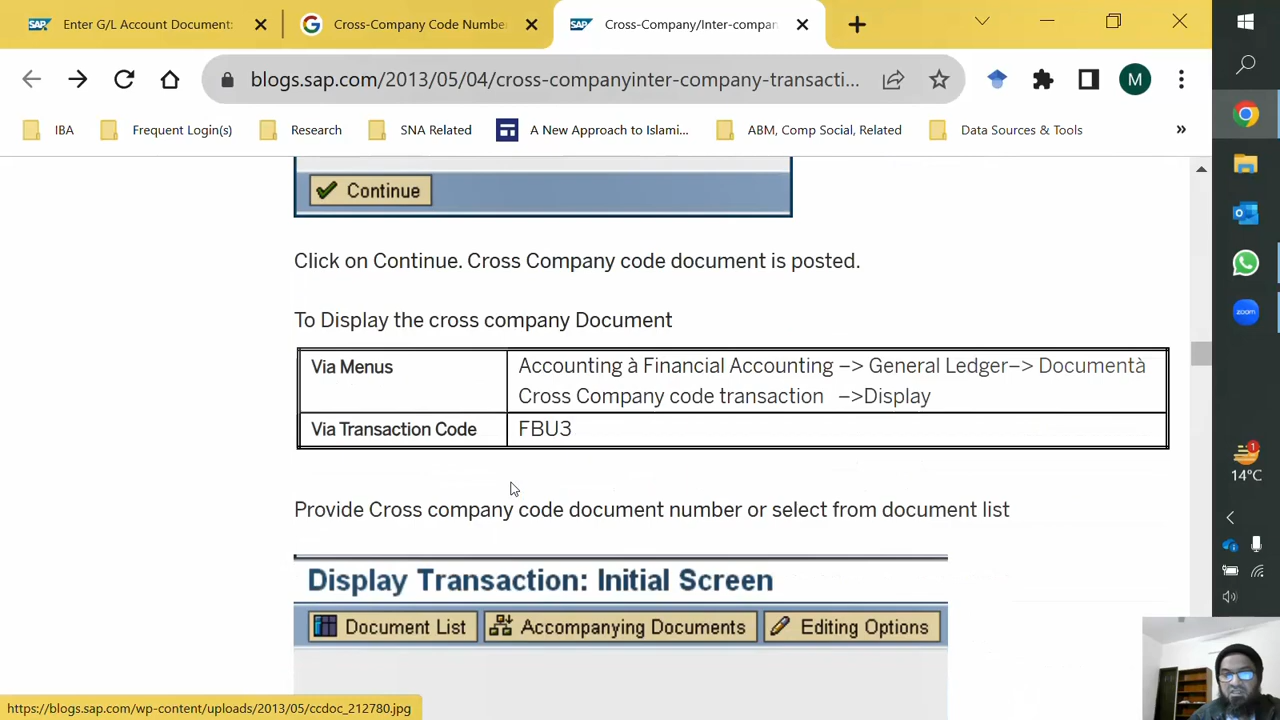 Enter G/L Account Document:
Cross-Company Code Numbe
Cross-Company/Inter-compan
blogs.sap.com/2013/05/04/cross-companyinter-company-transacti...
M
IBA
Frequent Login(s)
Research
SNA Related
A New Approach to Islami...
ABM, Comp Social, Related
Data Sources & Tools
»
Continue
Click on Continue. Cross Company code document is posted.
To Display the cross company Document
Via Menus
Accounting à Financial Accounting –> General Ledger–> Documentà
Cross Company code transaction –>Display
Via Transaction Code
FBU3
Provide Cross company code document number or select from document list
Display Transaction: Initial Screen
Document List
Accompanying Documents
Editing Options
https://blogs.sap.com/wp-content/uploads/2013/05/ccdoc_212780.jpg
SAP
SAP
zoom
1
14°C